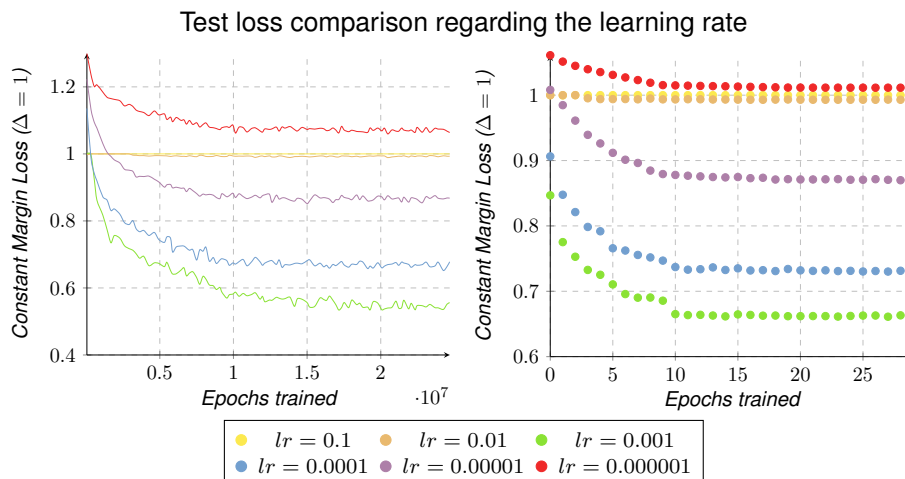 Test loss comparison regarding the learning rate
Constant Margin Loss (Δ = 1)
1.2
1
0.8
0.6
0.4
0.5
1
1.5
2
·10⁷
Epochs trained
Constant Margin Loss (Δ = 1)
1
0.9
0.8
0.7
0.6
0
5
10
15
20
25
Epochs trained
lr = 0.1
lr = 0.01
lr = 0.001
lr = 0.0001
lr = 0.00001
lr = 0.000001